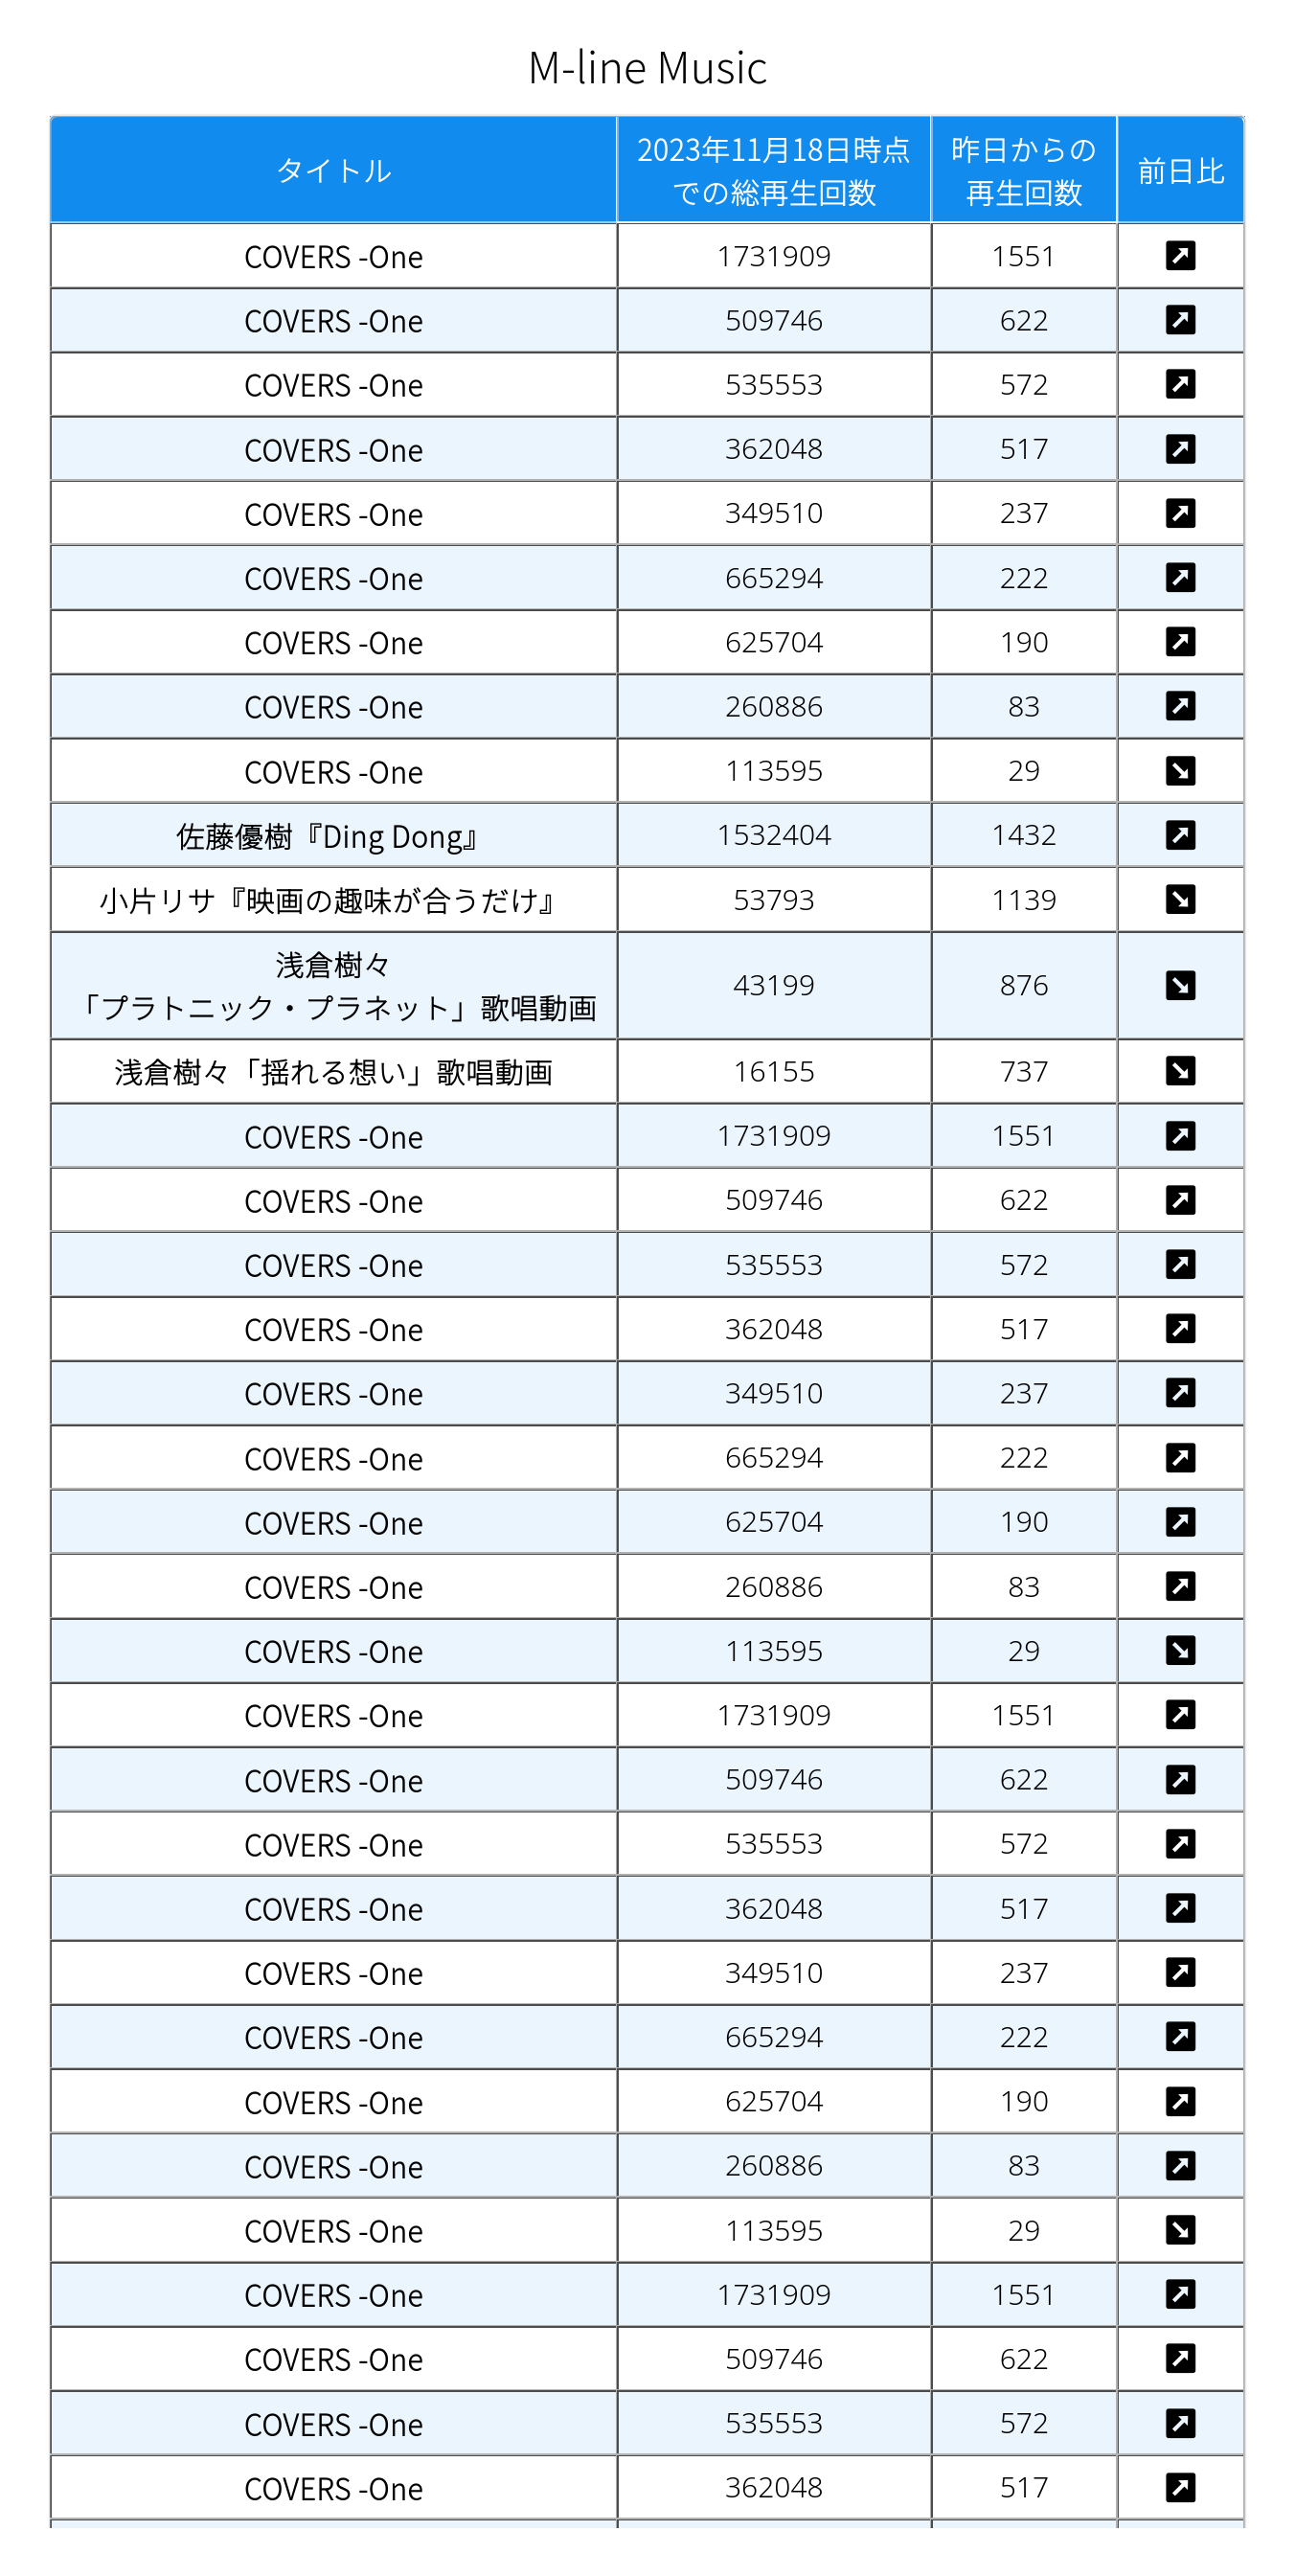 M-line Music
タイトル 2023年11月18日時点 昨日からの 前日比
での総再生回数 再生回数
COVERS -One 1731909 1551 ↗
COVERS -One 509746 622 ↗
COVERS -One 535553 572 ↗
COVERS -One 362048 517 ↗
COVERS -One 349510 237 ↗
COVERS -One 665294 222 ↗
COVERS -One 625704 190 ↗
COVERS -One 260886 83 ↗
COVERS -One 113595 29 ↘
佐藤優樹『Ding Dong』 1532404 1432 ↗
小片リサ『映画の趣味が合うだけ』 53793 1139 ↘
浅倉樹々
「プラトニック・プラネット」歌唱動画 43199 876 ↘
浅倉樹々「揺れる想い」歌唱動画 16155 737 ↘
COVERS -One 1731909 1551 ↗
COVERS -One 509746 622 ↗
COVERS -One 535553 572 ↗
COVERS -One 362048 517 ↗
COVERS -One 349510 237 ↗
COVERS -One 665294 222 ↗
COVERS -One 625704 190 ↗
COVERS -One 260886 83 ↗
COVERS -One 113595 29 ↘
COVERS -One 1731909 1551 ↗
COVERS -One 509746 622 ↗
COVERS -One 535553 572 ↗
COVERS -One 362048 517 ↗
COVERS -One 349510 237 ↗
COVERS -One 665294 222 ↗
COVERS -One 625704 190 ↗
COVERS -One 260886 83 ↗
COVERS -One 113595 29 ↘
COVERS -One 1731909 1551 ↗
COVERS -One 509746 622 ↗
COVERS -One 535553 572 ↗
COVERS -One 362048 517 ↗